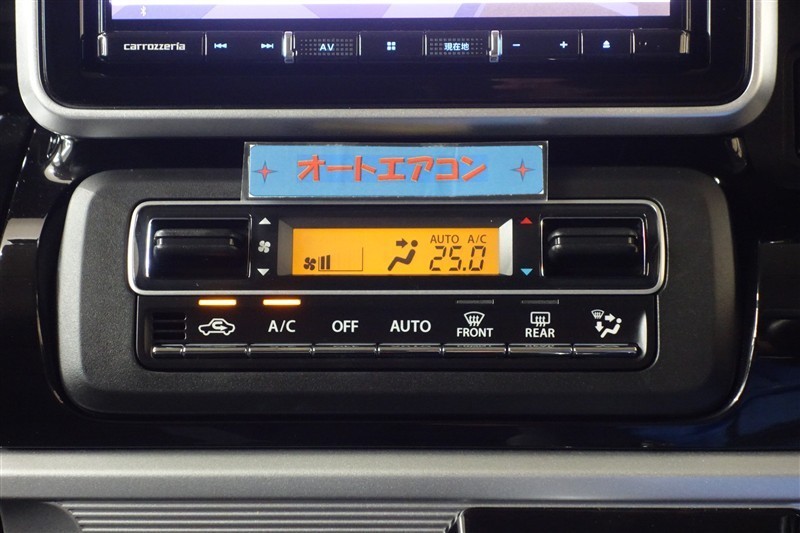 carrozzeria AV 現在地 − +
オートエアコン
AUTO A/C
25.0
A/C OFF AUTO FRONT REAR